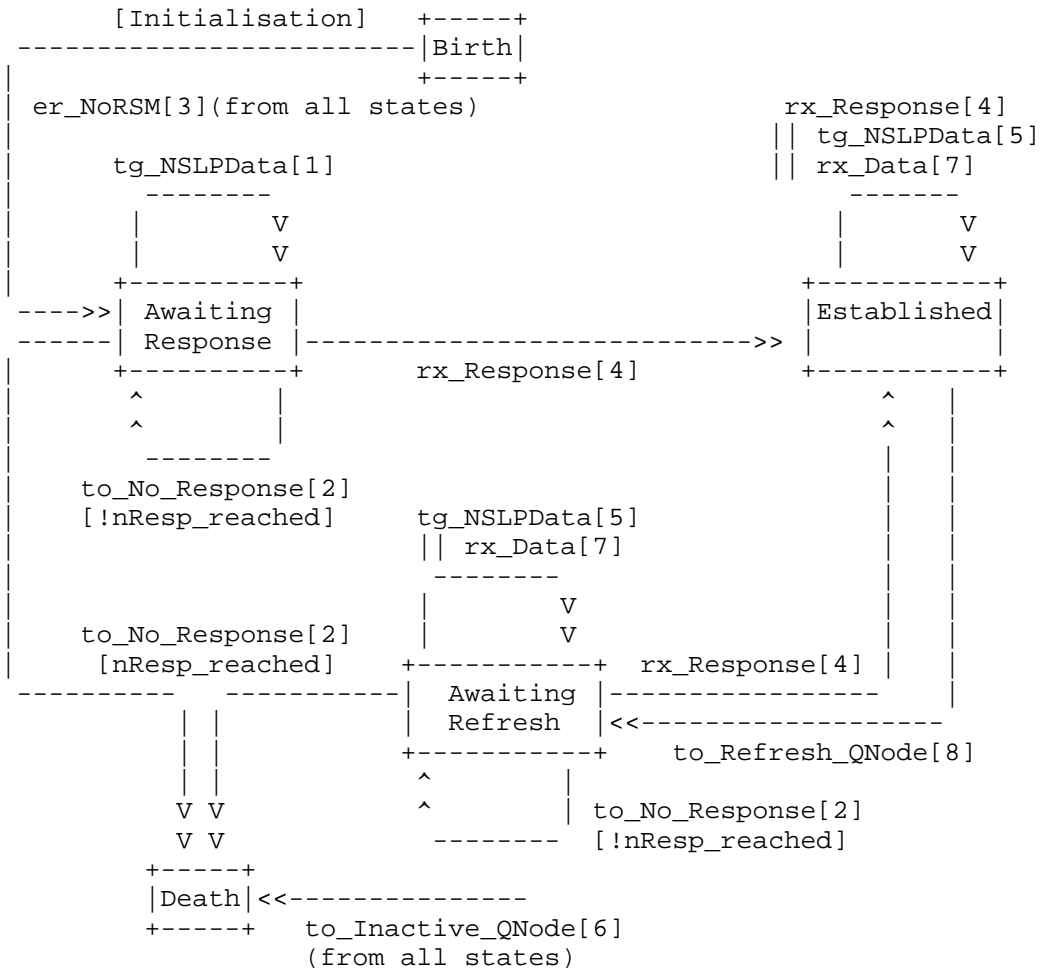 [Initialisation] +-----+
-------------------------|Birth|
+-----+
er_NoRSM[3](from all states) rx_Response[4]
|| tg_NSLPData[5]
tg_NSLPData[1] || rx_Data[7]
-------- -------
| V | V
| V | V
+----------+ +-----------+
---->>| Awaiting | |Established|
------| Response |---------------------------->> | |
+----------+ rx_Response[4] +-----------+
^ | ^ |
^ | ^ |
-------- | |
to_No_Response[2] | |
[!nResp_reached] tg_NSLPData[5] | |
|| rx_Data[7] | |
-------- | |
| V | |
to_No_Response[2] | V | |
[nResp_reached] +-----------+ rx_Response[4] | |
---------- -----------| Awaiting |----------------- |
| | | Refresh |<<-------------------
| | +-----------+ to_Refresh_QNode[8]
| | ^ |
V V ^ | to_No_Response[2]
V V -------- [!nResp_reached]
+-----+
|Death|<<---------------
+-----+ to_Inactive_QNode[6]
(from all states)